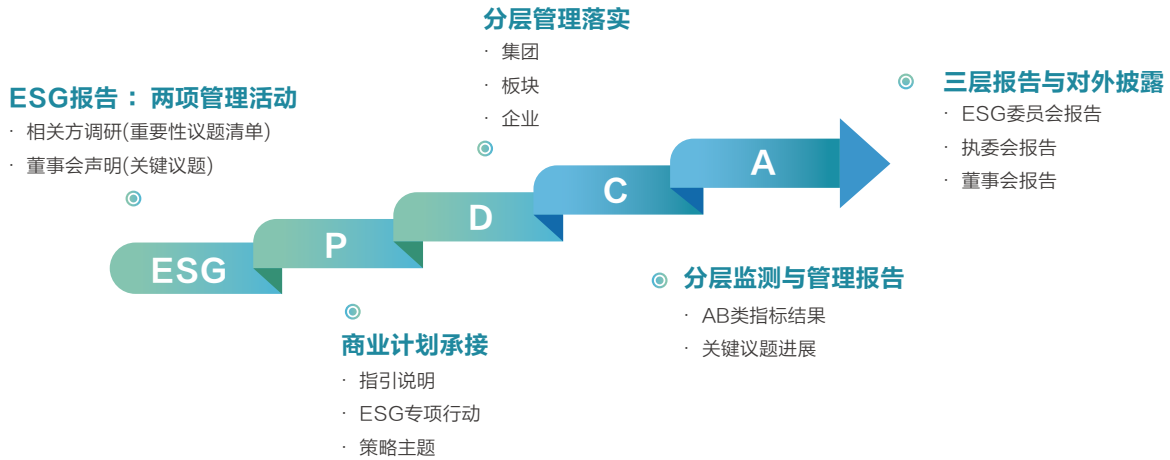 ESG报告：两项管理活动
· 相关方调研(重要性议题清单)
· 董事会声明(关键议题)
分层管理落实
· 集团
· 板块
· 企业
三层报告与对外披露
· ESG委员会报告
· 执委会报告
· 董事会报告
ESG
P
D
C
A
商业计划承接
· 指引说明
· ESG专项行动
· 策略主题
分层监测与管理报告
· AB类指标结果
· 关键议题进展